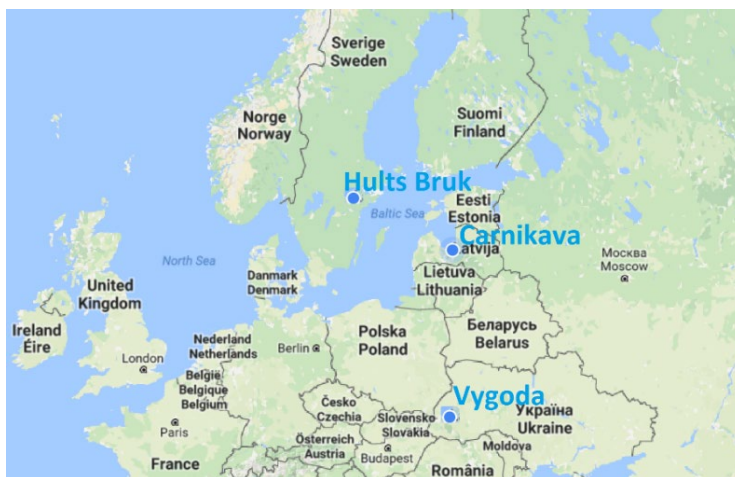 Sverige
Sweden
Norge
Norway
Suomi
Finland
Hults Bruk
Baltic Sea
Eesti
Estonia
Carnikava
atvija
North Sea
Danmark
Denmark
Lietuva
Lithuania
Москва
Moscow
United
Kingdom
Ireland
Éire
London
Nederland
Netherlands
Berlin
Polska
Poland
Беларусь
Belarus
België
Belgique
Belgium
Paris
Česko
Czechia
Vygoda
Slovensko
Slovakia
Україна
Ukraine
Österreich
Austria
Budapest
Moldova
France
România